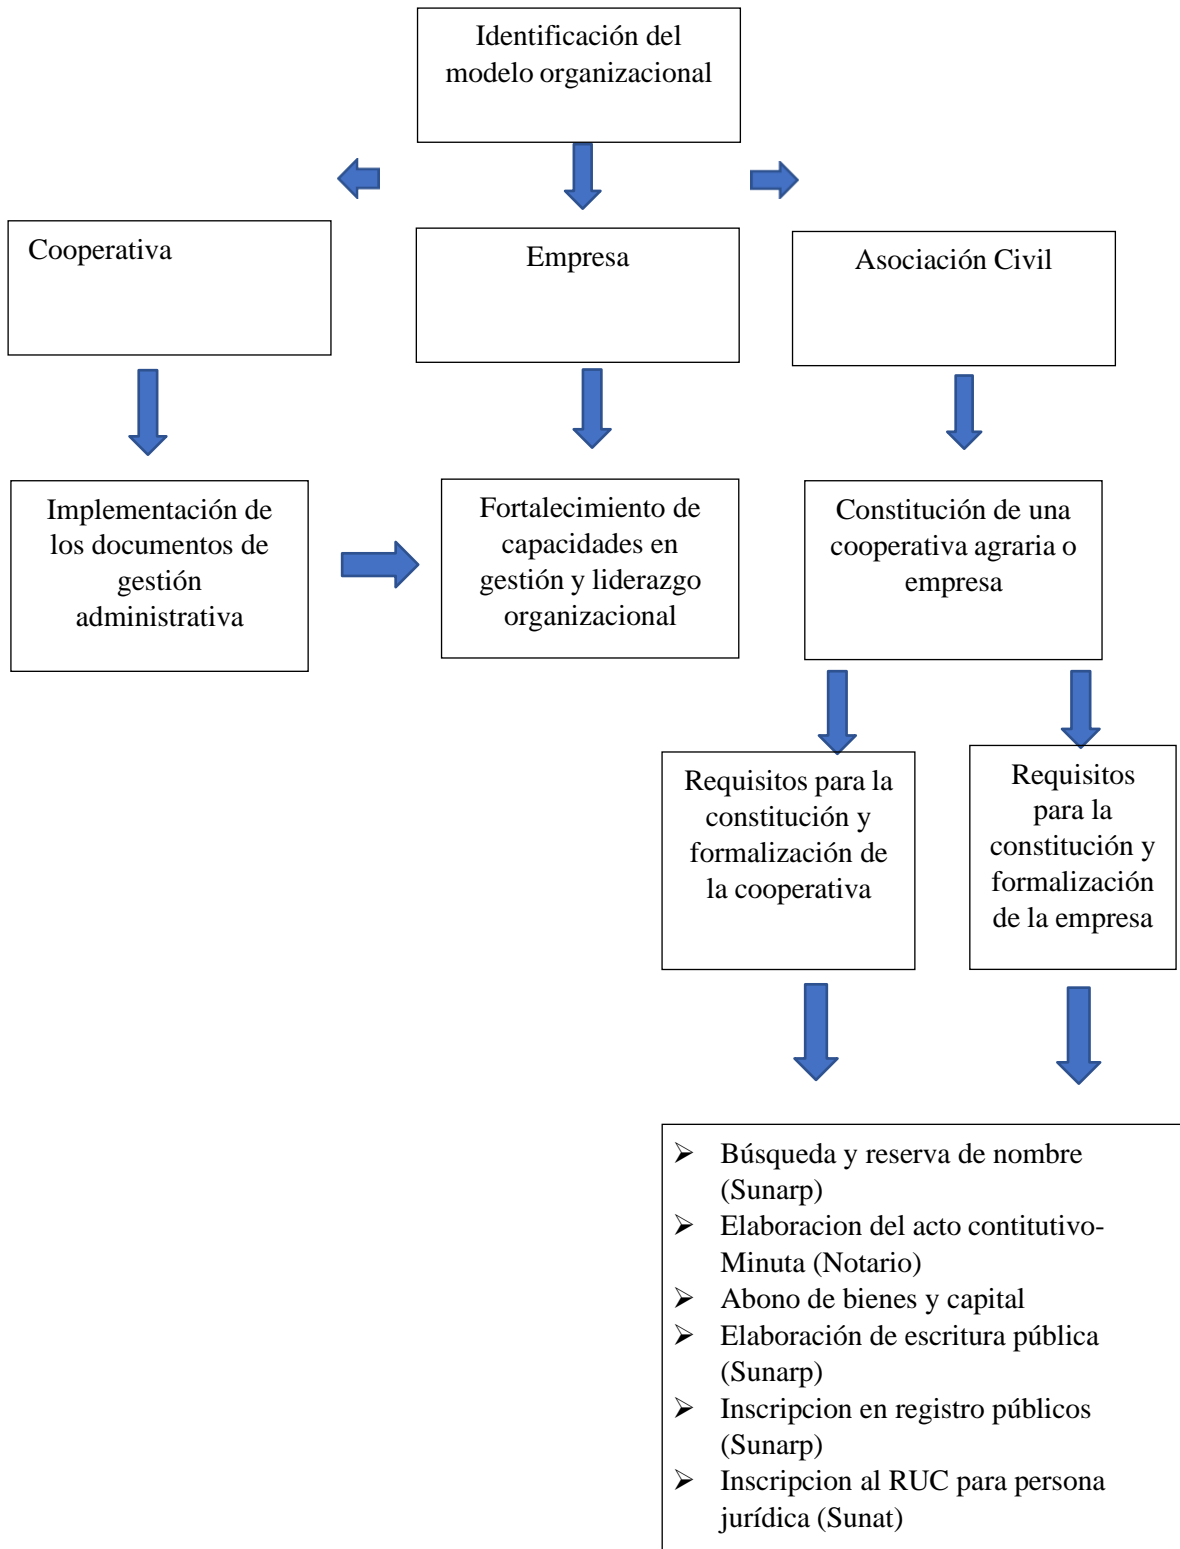 Identificación del
modelo organizacional
Cooperativa
Empresa
Asociación Civil
Implementación de
los documentos de
gestión
administrativa
Fortalecimiento de
capacidades en
gestión y liderazgo
organizacional
Constitución de una
cooperativa agraria o
empresa
Requisitos para la
constitución y
formalización de
la cooperativa
Requisitos
para la
constitución y
formalización
de la empresa
➢ Búsqueda y reserva de nombre
(Sunarp)
➢ Elaboracion del acto contitutivo-
Minuta (Notario)
➢ Abono de bienes y capital
➢ Elaboración de escritura pública
(Sunarp)
➢ Inscripcion en registro públicos
(Sunarp)
➢ Inscripcion al RUC para persona
jurídica (Sunat)